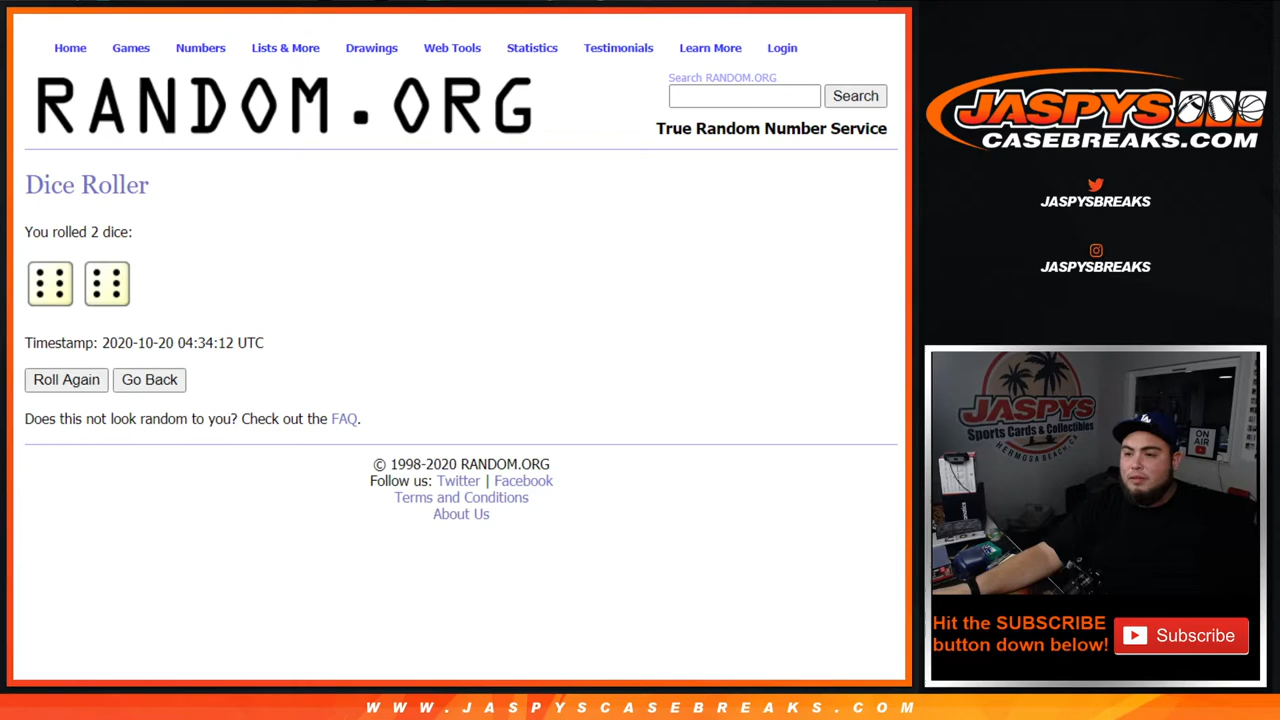 Home Games Numbers Lists & More Drawings Web Tools Statistics Testimonials Learn More Login
RANDOM.ORG
Search RANDOM.ORG
Search
True Random Number Service
Dice Roller
You rolled 2 dice:
Timestamp: 2020-10-20 04:34:12 UTC
Roll Again Go Back
Does this not look random to you? Check out the FAQ.
© 1998-2020 RANDOM.ORG
Follow us: Twitter | Facebook
Terms and Conditions
About Us
JASPYS
CASEBREAKS.COM
JASPYSBREAKS
JASPYSBREAKS
JASPYS
Sports Cards & Collectibles
HERMOSA BEACH, CA
ON
AIR
LA
Hit the SUBSCRIBE
button down below!
Subscribe
WWW.JASPYSCASEBREAKS.COM